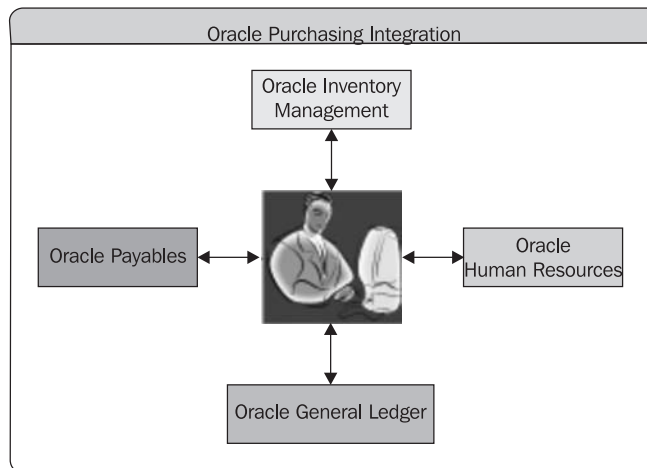 Oracle Purchasing Integration
Oracle Inventory
Management
Oracle Payables
Oracle
Human Resources
Oracle General Ledger